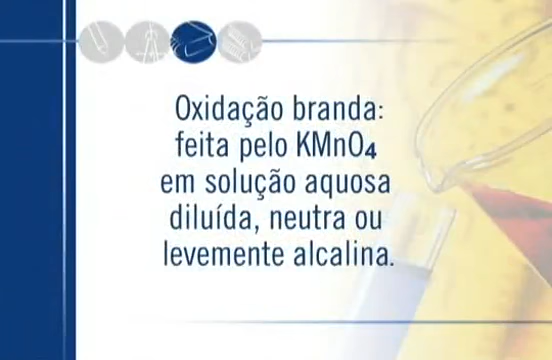 Oxidação branda:
feita pelo KMnO4
em solução aquosa
diluída, neutra ou
levemente alcalina.